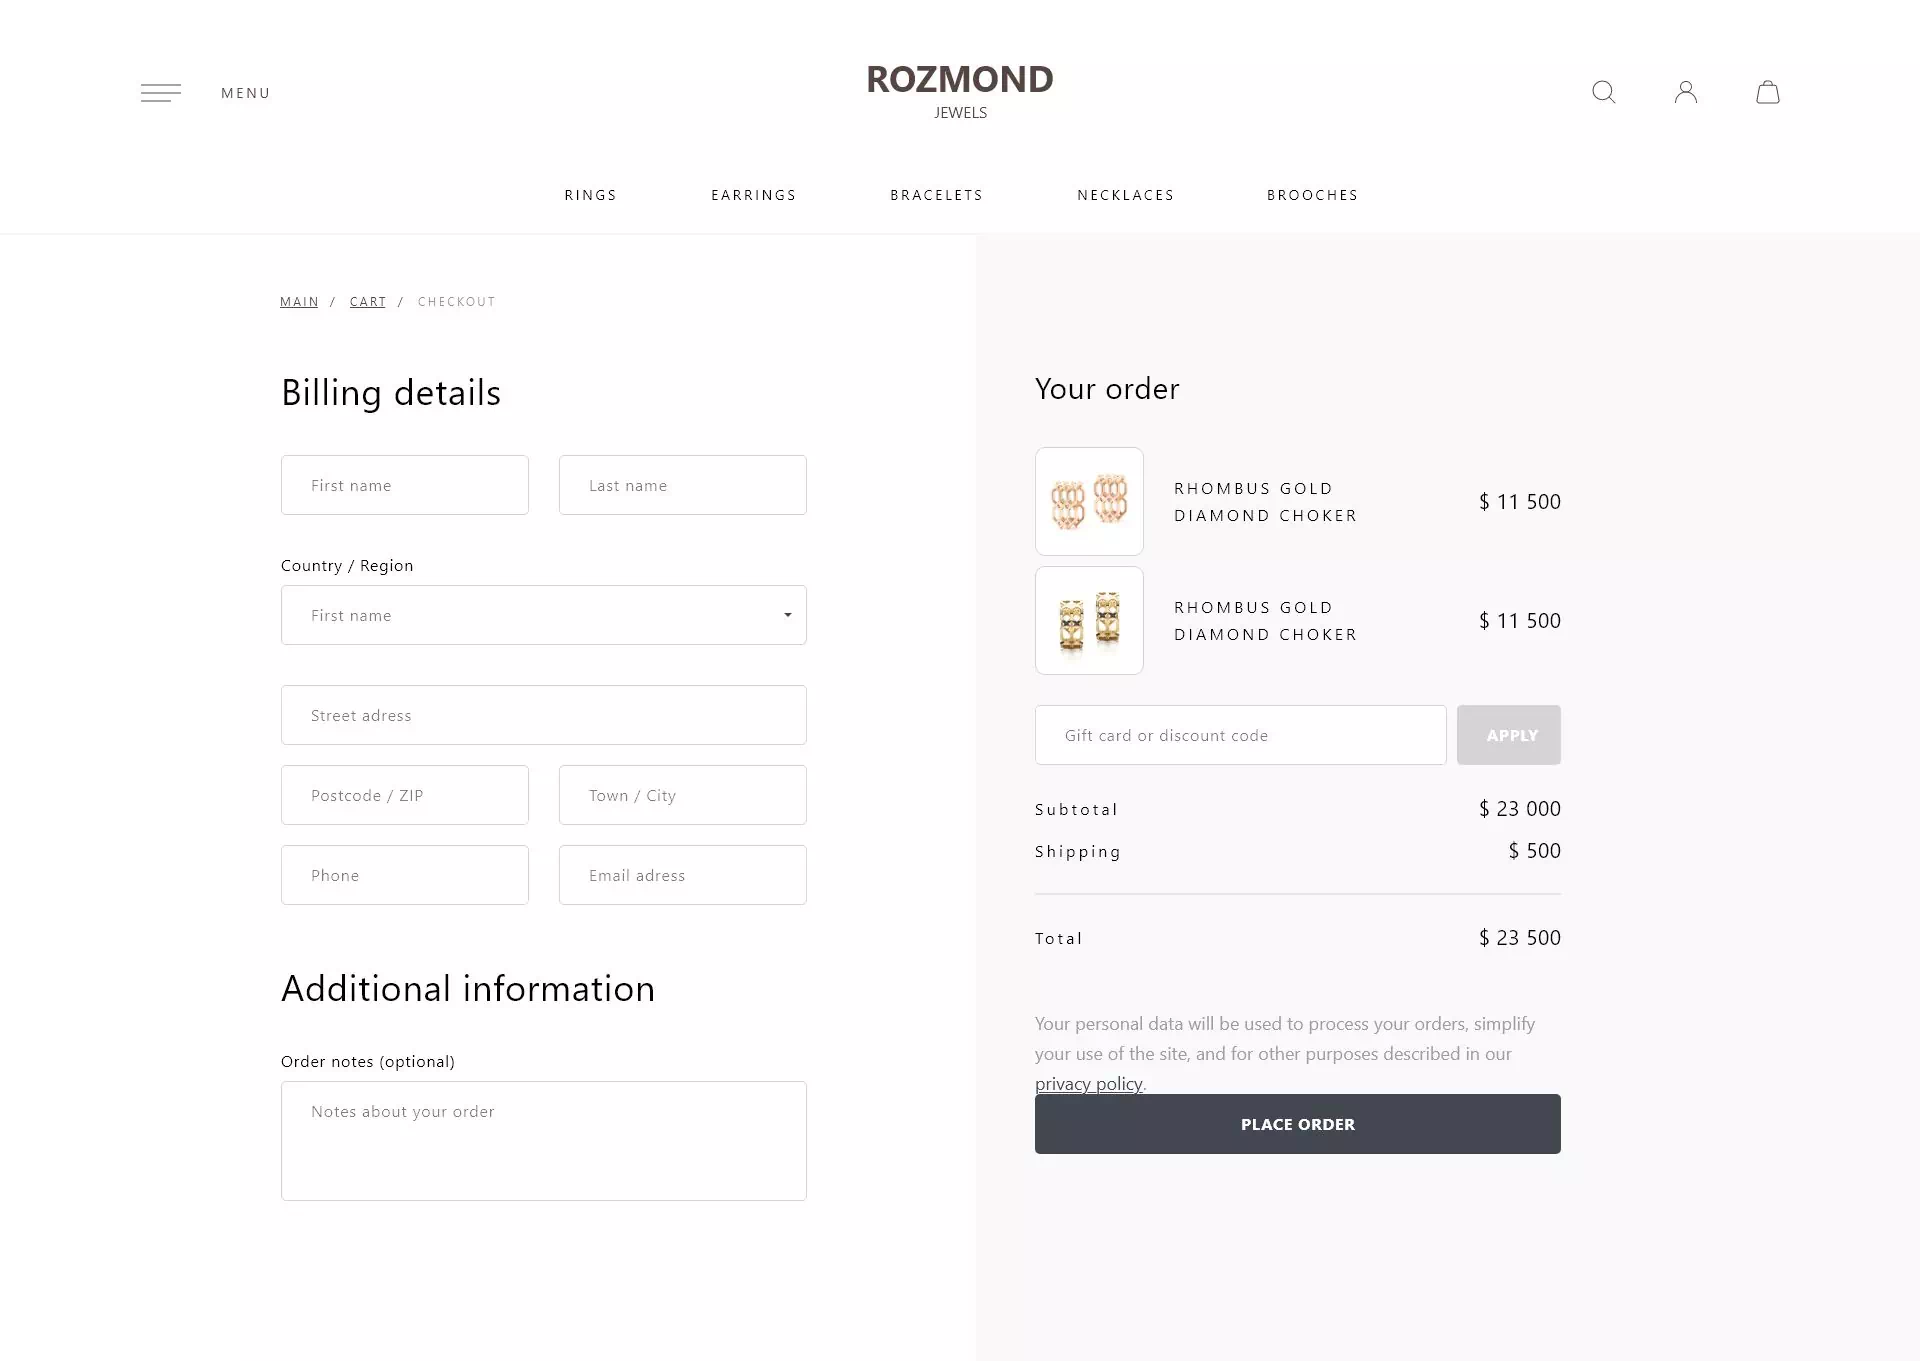 MENU
ROZMOND
JEWELS
RINGS EARRINGS BRACELETS NECKLACES BROOCHES
MAIN / CART / CHECKOUT
Billing details
First name Last name
Country / Region
First name
Street adress
Postcode / ZIP Town / City
Phone Email adress
Additional information
Order notes (optional)
Notes about your order
Your order
RHOMBUS GOLD
DIAMOND CHOKER
$ 11 500
RHOMBUS GOLD
DIAMOND CHOKER
$ 11 500
Gift card or discount code APPLY
Subtotal $ 23 000
Shipping $ 500
Total $ 23 500
Your personal data will be used to process your orders, simplify
your use of the site, and for other purposes described in our
privacy policy.
PLACE ORDER